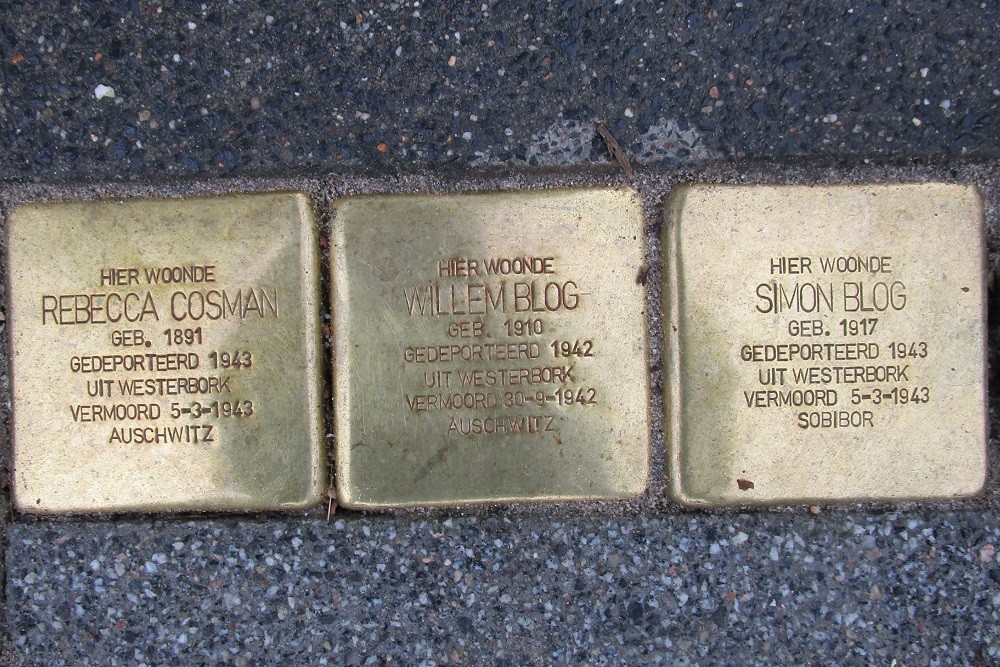 HIER WOONDE
REBECCA COSMAN
GEB. 1891
GEDEPORTEERD 1943
UIT WESTERBORK
VERMOORD 5-3-1943
AUSCHWITZ
HIER WOONDE
WILLEM BLOG
GEB. 1910
GEDEPORTEERD 1942
UIT WESTERBORK
VERMOORD 30-9-1942
AUSCHWITZ
HIER WOONDE
SIMON BLOG
GEB. 1917
GEDEPORTEERD 1943
UIT WESTERBORK
VERMOORD 5-3-1943
SOBIBOR